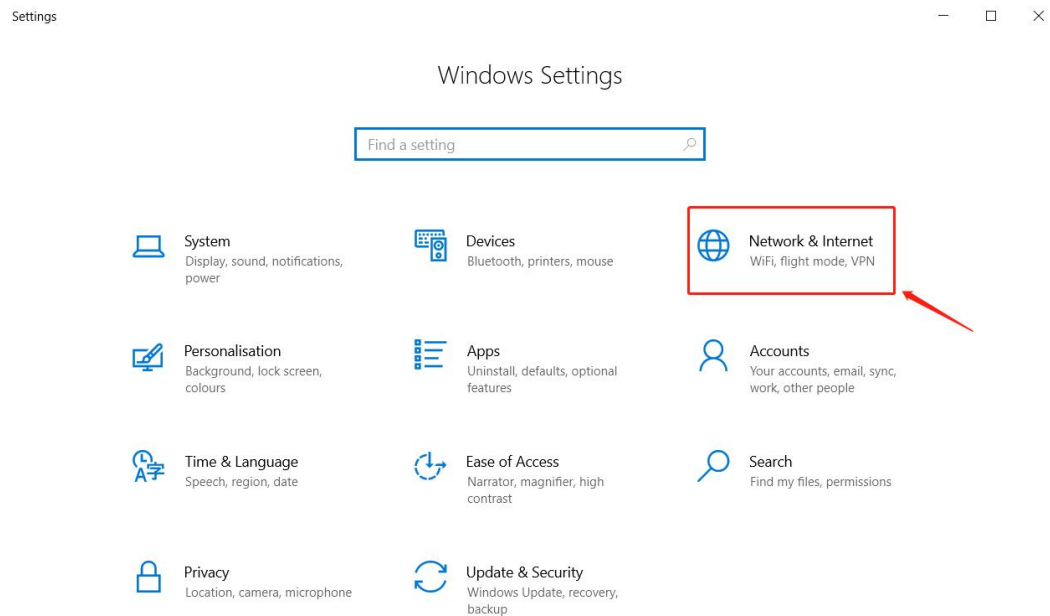 Settings
Windows Settings
Find a setting
System
Display, sound, notifications,
power
Devices
Bluetooth, printers, mouse
Network & Internet
WiFi, flight mode, VPN
Personalisation
Background, lock screen,
colours
Apps
Uninstall, defaults, optional
features
Accounts
Your accounts, email, sync,
work, other people
Time & Language
Speech, region, date
Ease of Access
Narrator, magnifier, high
contrast
Search
Find my files, permissions
Privacy
Location, camera, microphone
Update & Security
Windows Update, recovery,
backup